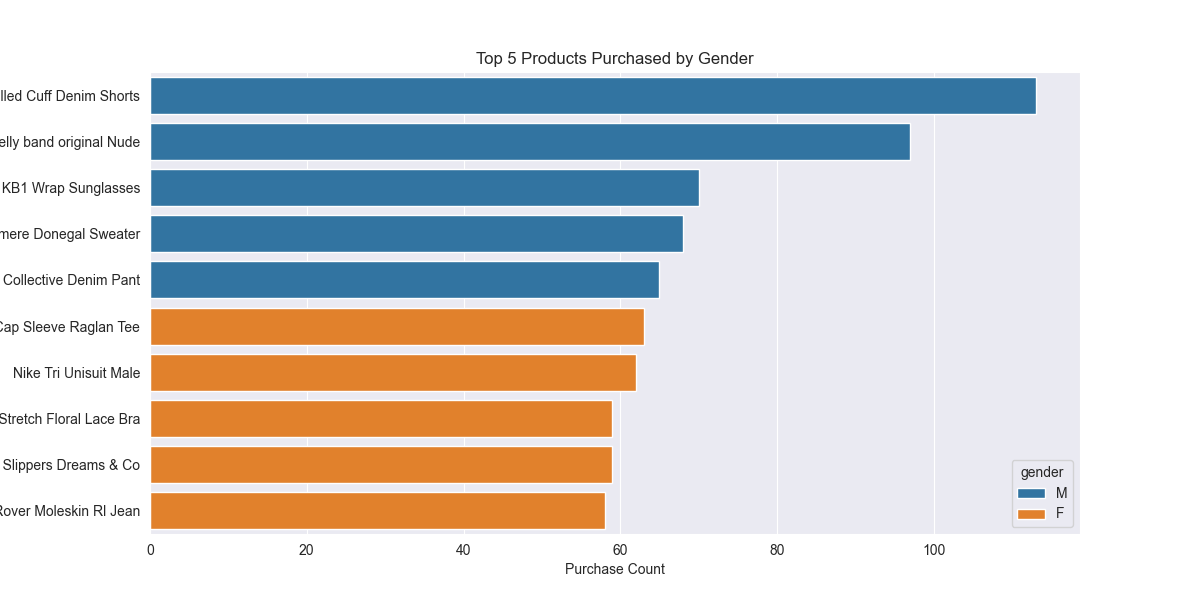 Top 5 Products Purchased by Gender
lled Cuff Denim Shorts
elly band original Nude
KB1 Wrap Sunglasses
mere Donegal Sweater
Collective Denim Pant
Cap Sleeve Raglan Tee
Nike Tri Unisuit Male
Stretch Floral Lace Bra
Slippers Dreams & Co
Rover Moleskin RI Jean
gender
M
F
0 20 40 60 80 100
Purchase Count